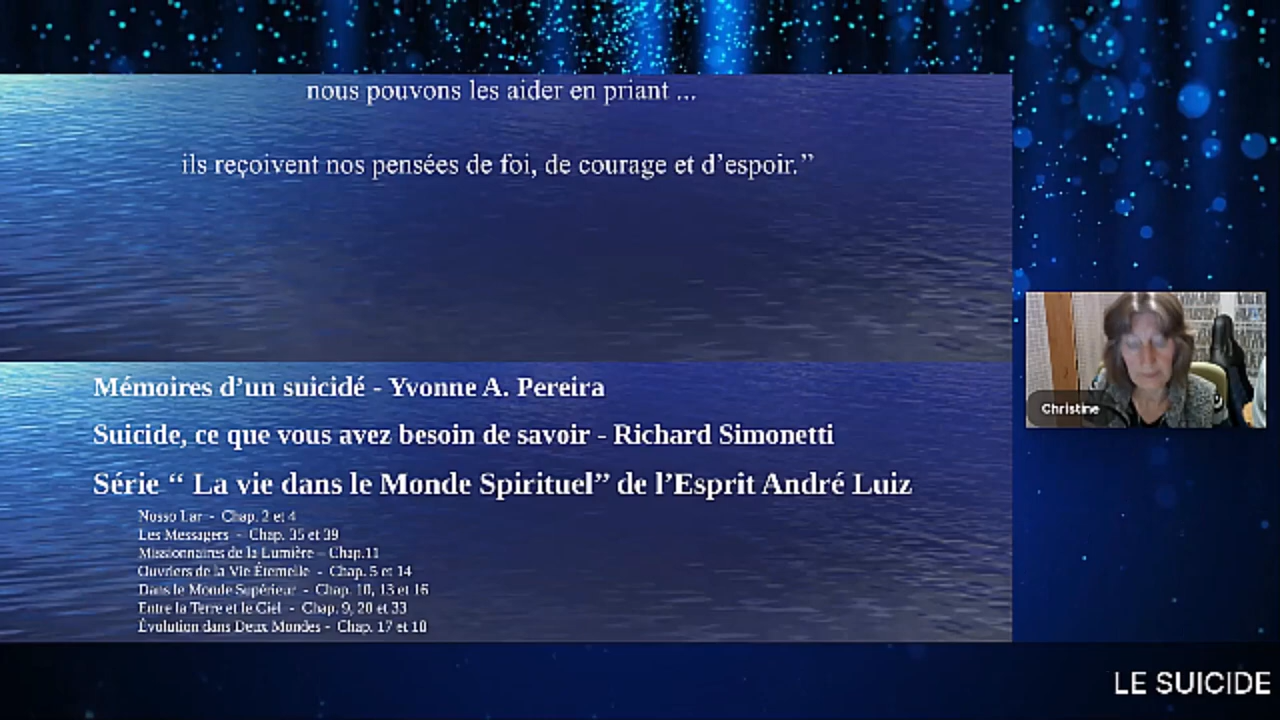 nous pouvons les aider en priant ...
ils reçoivent nos pensées de foi, de courage et d’espoir.”
Mémoires d’un suicidé - Yvonne A. Pereira
Suicide, ce que vous avez besoin de savoir - Richard Simonetti
Série “ La vie dans le Monde Spirituel” de l’Esprit André Luiz
Nosso Lar - Chap. 2 et 4
Les Messagers - Chap. 35 et 39
Missionnaires de la Lumière – Chap.11
Ouvriers de la Vie Éternelle - Chap. 5 et 14
Dans le Monde Supérieur - Chap. 10, 13 et 16
Entre la Terre et le Ciel - Chap. 9, 20 et 33
Évolution dans Deux Mondes - Chap. 17 et 18
Christine
LE SUICIDE